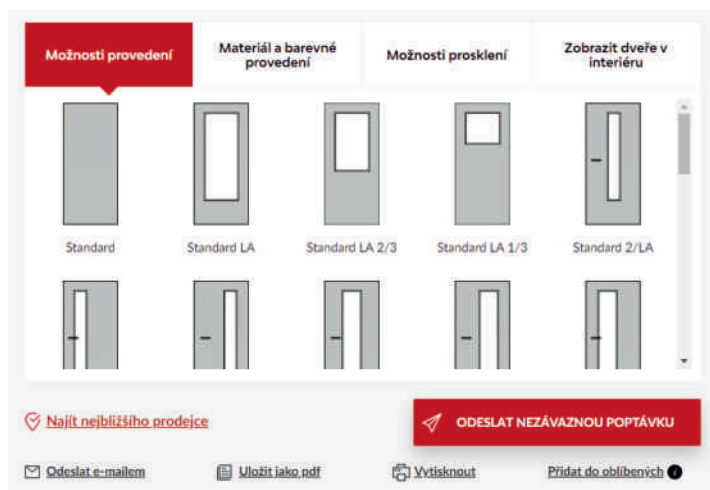 Možnosti provedení
Materiál a barevné
provedení
Možnosti prosklení
Zobrazit dveře v
interiéru
Standard
Standard LA
Standard LA 2/3
Standard LA 1/3
Standard 2/LA
Najít nejbližšího prodejce
ODESLAT NEZÁVAZNOU POPTÁVKU
Odeslat e-mailem
Uložit jako pdf
Vytisknout
Přidat do oblíbených i